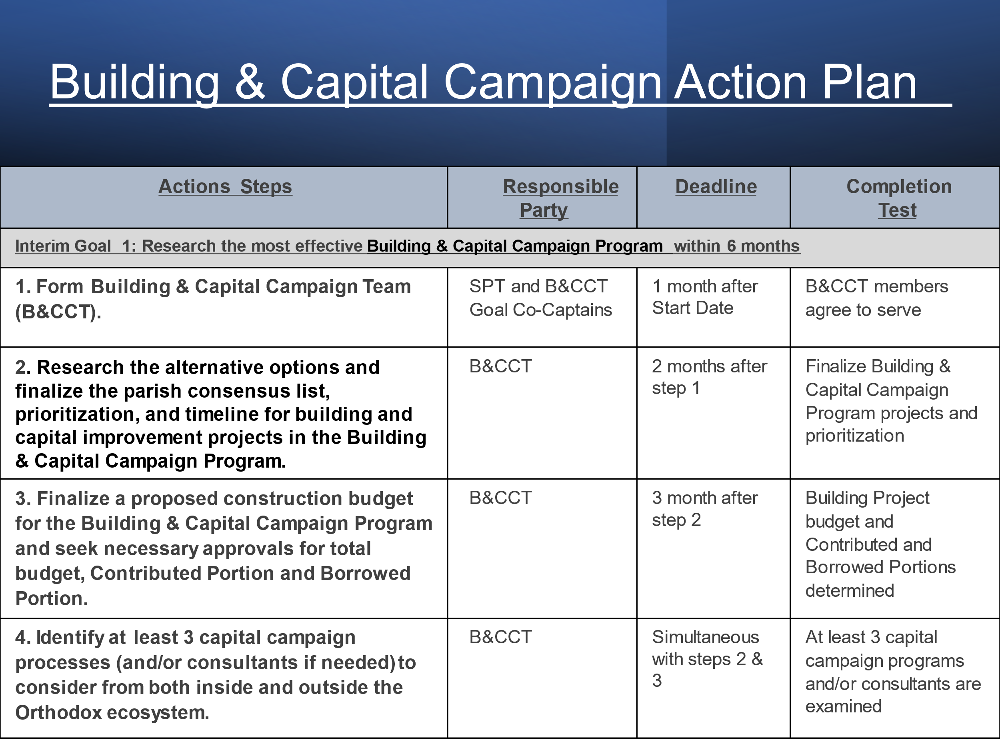 Building & Capital Campaign Action Plan
Actions Steps
Responsible
Party
Deadline
Completion
Test
Interim Goal 1: Research the most effective Building & Capital Campaign Program within 6 months
1. Form Building & Capital Campaign Team
(B&CCT).
SPT and B&CCT
Goal Co-Captains
1 month after
Start Date
B&CCT members
agree to serve
2. Research the alternative options and
finalize the parish consensus list,
prioritization, and timeline for building and
capital improvement projects in the Building
& Capital Campaign Program.
B&CCT
2 months after
step 1
Finalize Building &
Capital Campaign
Program projects and
prioritization
3. Finalize a proposed construction budget
for the Building & Capital Campaign Program
and seek necessary approvals for total
budget, Contributed Portion and Borrowed
Portion.
B&CCT
3 month after
step 2
Building Project
budget and
Contributed and
Borrowed Portions
determined
4. Identify at least 3 capital campaign
processes (and/or consultants if needed) to
consider from both inside and outside the
Orthodox ecosystem.
B&CCT
Simultaneous
with steps 2 &
3
At least 3 capital
campaign programs
and/or consultants are
examined